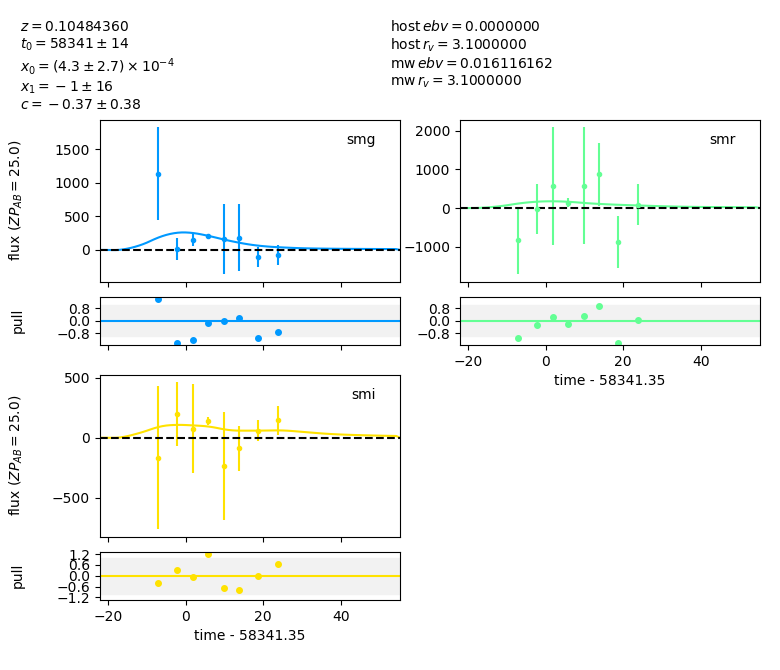 z = 0.10484360
t₀ = 58341 ± 14
x₀ = (4.3 ± 2.7) × 10⁻⁴
x₁ = −1 ± 16
c = −0.37 ± 0.38
host ebv = 0.0000000
host r_v = 3.1000000
mw ebv = 0.016116162
mw r_v = 3.1000000
flux (ZP_AB = 25.0)
1500
1000
500
0
smg
2000
1000
0
−1000
smr
pull
0.8
0.0
−0.8
0.8
0.0
−0.8
−20
0
20
40
time - 58341.35
flux (ZP_AB = 25.0)
500
0
−500
smi
pull
1.2
0.6
0.0
−0.6
−1.2
−20
0
20
40
time - 58341.35